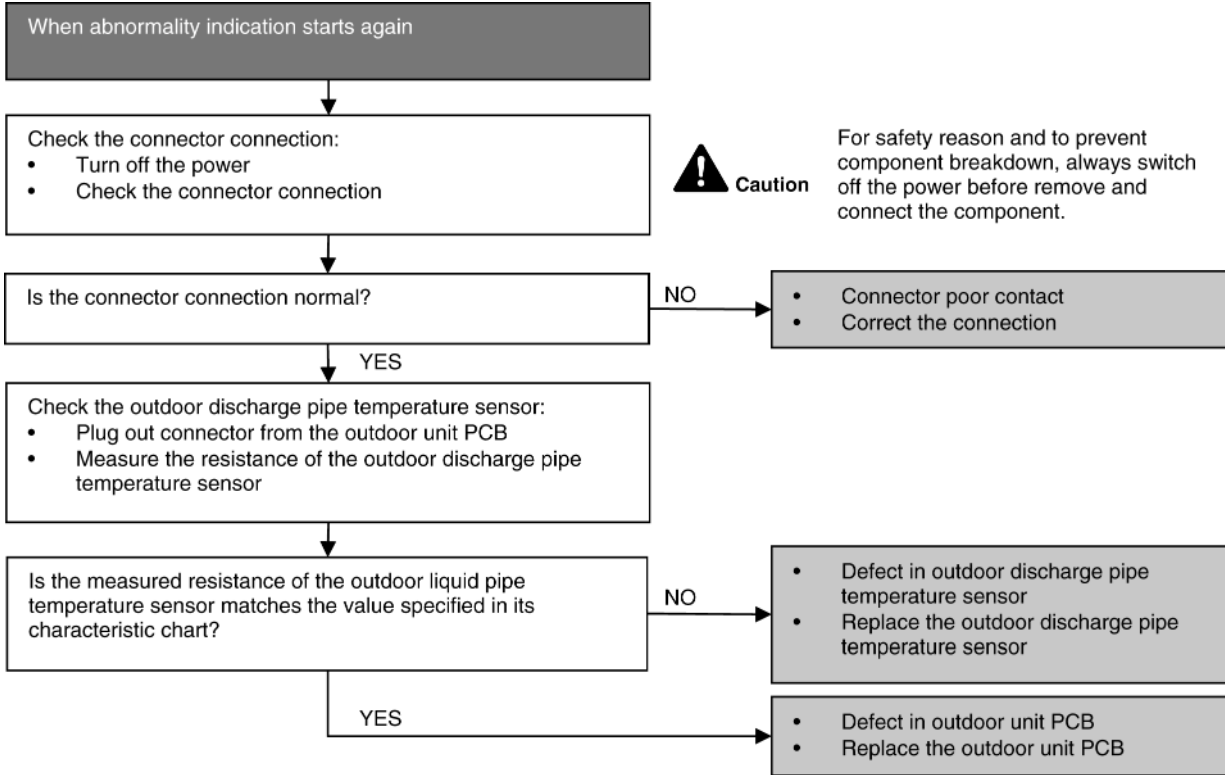 When abnormality indication starts again
Check the connector connection:
• Turn off the power
• Check the connector connection
Caution
For safety reason and to prevent
component breakdown, always switch
off the power before remove and
connect the component.
Is the connector connection normal?
NO
• Connector poor contact
• Correct the connection
YES
Check the outdoor discharge pipe temperature sensor:
• Plug out connector from the outdoor unit PCB
• Measure the resistance of the outdoor discharge pipe
temperature sensor
Is the measured resistance of the outdoor liquid pipe
temperature sensor matches the value specified in its
characteristic chart?
NO
• Defect in outdoor discharge pipe
temperature sensor
• Replace the outdoor discharge pipe
temperature sensor
YES
• Defect in outdoor unit PCB
• Replace the outdoor unit PCB